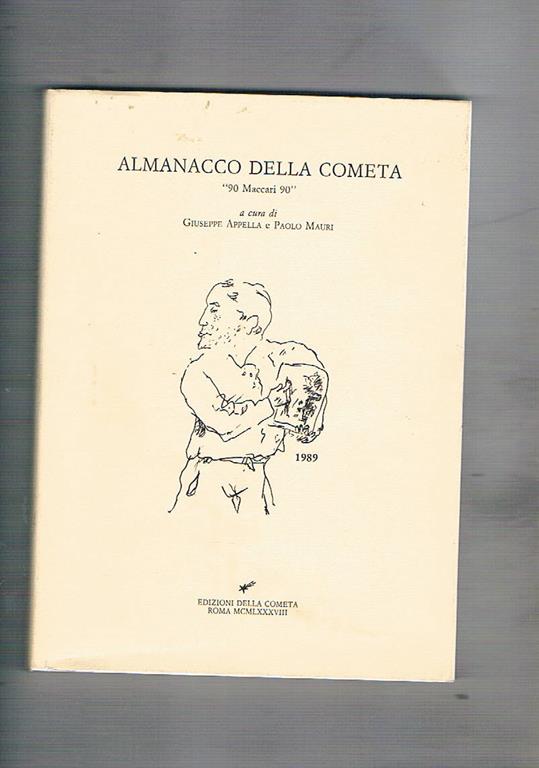 ALMANACCO DELLA COMETA
"90 Maccari 90"
a cura di
GIUSEPPE APPELLA e PAOLO MAURI
1989
EDIZIONI DELLA COMETA
ROMA MCMLXXXVIII